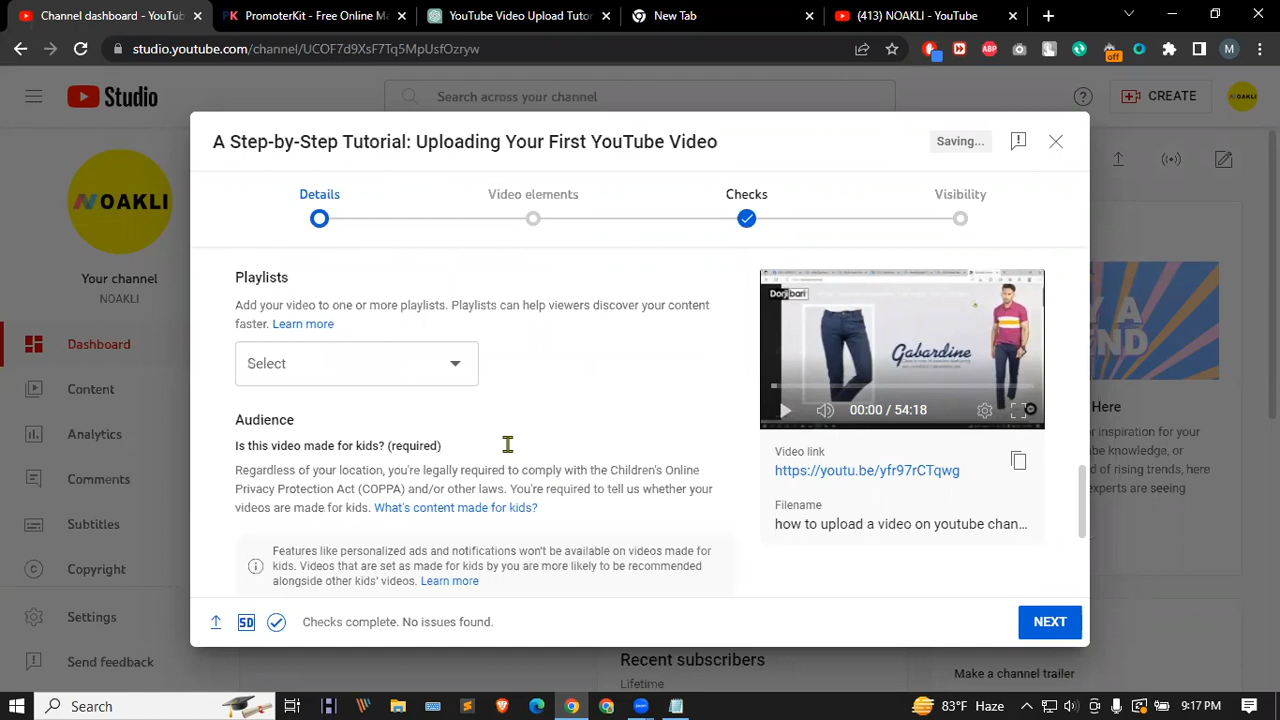 Channel dashboard - YouTub
PromoterKit - Free Online Ma
YouTube Video Upload Tutor
New Tab
(413) NOAKLI - YouTube
studio.youtube.com/channel/UCOF7d9XsF7Tq5MpUsfOzryw
ABP
off
M
Studio
Search across your channel
CREATE
NOAKLI
A Step-by-Step Tutorial: Uploading Your First YouTube Video
Saving...
Details
Video elements
Checks
Visibility
NOAKLI
Your channel
NOAKLI
Dashboard
Content
Analytics
Comments
Subtitles
Copyright
Settings
Send feedback
Playlists
Add your video to one or more playlists. Playlists can help viewers discover your content
faster. Learn more
Select
Audience
Is this video made for kids? (required)
Regardless of your location, you're legally required to comply with the Children's Online
Privacy Protection Act (COPPA) and/or other laws. You're required to tell us whether your
videos are made for kids. What's content made for kids?
Features like personalized ads and notifications won't be available on videos made for
kids. Videos that are set as made for kids by you are more likely to be recommended
alongside other kids' videos. Learn more
Dorjibari
Gabardine
00:00 / 54:18
Video link
https://youtu.be/yfr97rCTqwg
Filename
how to upload a video on youtube chan...
Y A
ND
Here
be knowledge, or
d of rising trends, here
xperts are seeing
SD
Checks complete. No issues found.
NEXT
Recent subscribers
Lifetime
Make a channel trailer
Search
83°F Haze
3:17 PM